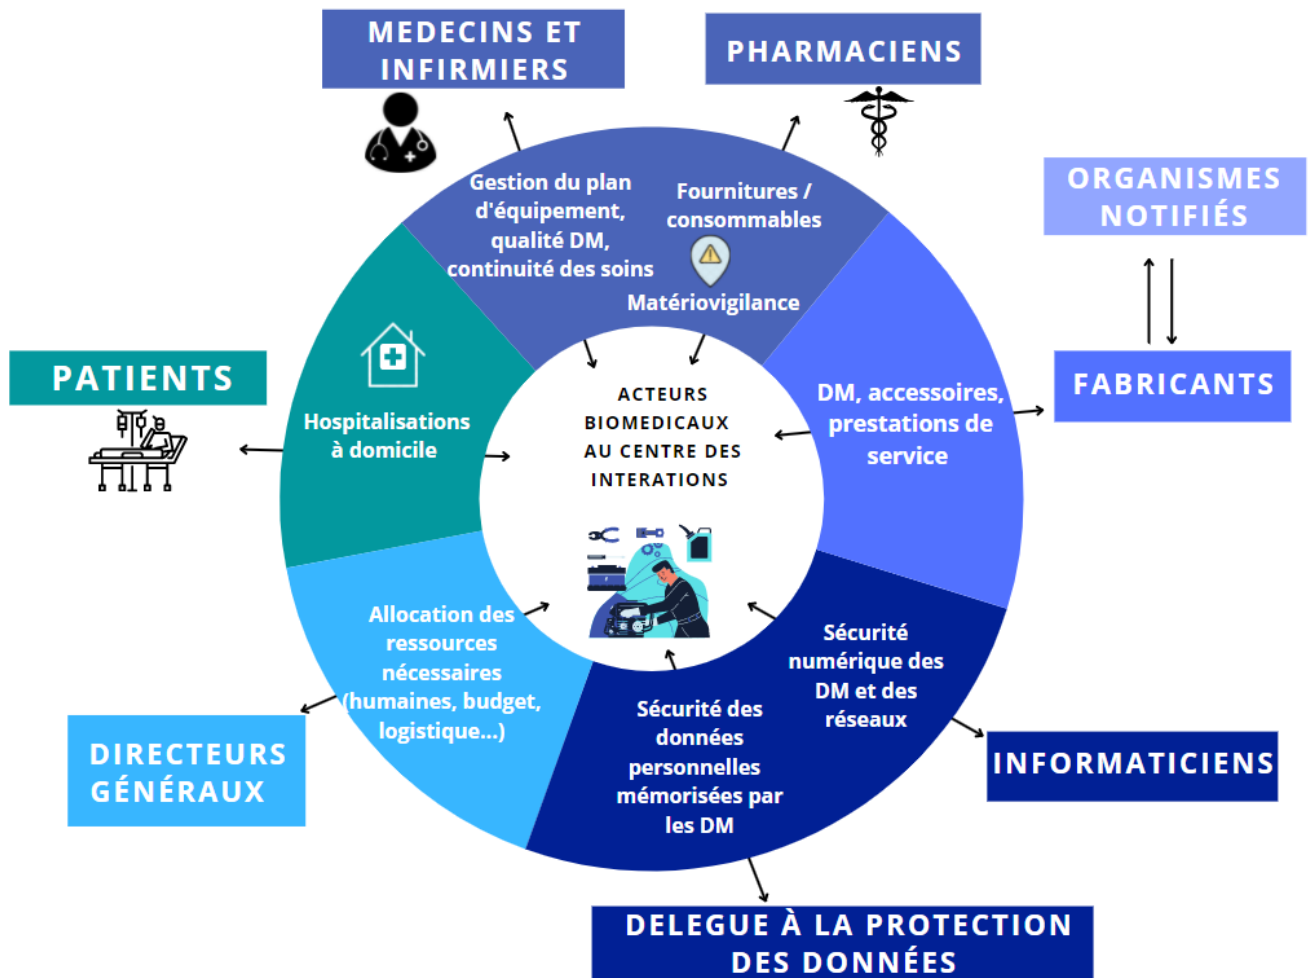 MEDECINS ET
INFIRMIERS
PHARMACIENS
ORGANISMES
NOTIFIÉS
FABRICANTS
PATIENTS
Gestion du plan
d'équipement,
qualité DM,
continuité des soins
Fournitures /
consommables
Matériovigilance
DM, accessoires,
prestations de
service
Hospitalisations
à domicile
ACTEURS
BIOMEDICAUX
AU CENTRE DES
INTERATIONS
Allocation des
ressources
nécessaires
(humaines, budget,
logistique...)
Sécurité
numérique des
DM et des
réseaux
Sécurité des
données
personnelles
mémorisées par
les DM
DIRECTEURS
GÉNÉRAUX
INFORMATICIENS
DELEGUE À LA PROTECTION
DES DONNÉES